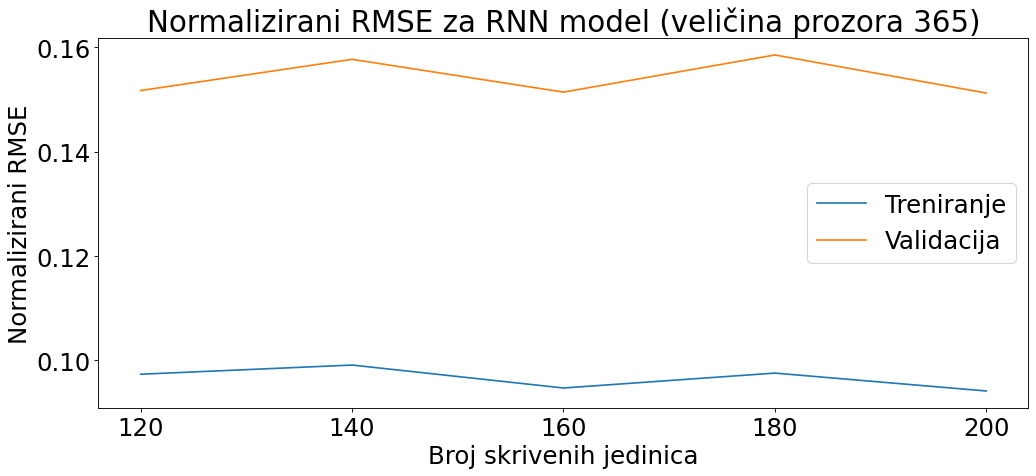 Normalizirani RMSE za RNN model (veličina prozora 365)
0.16
0.14
0.12
0.10
Normalizirani RMSE
Treniranje
Validacija
120 140 160 180 200
Broj skrivenih jedinica